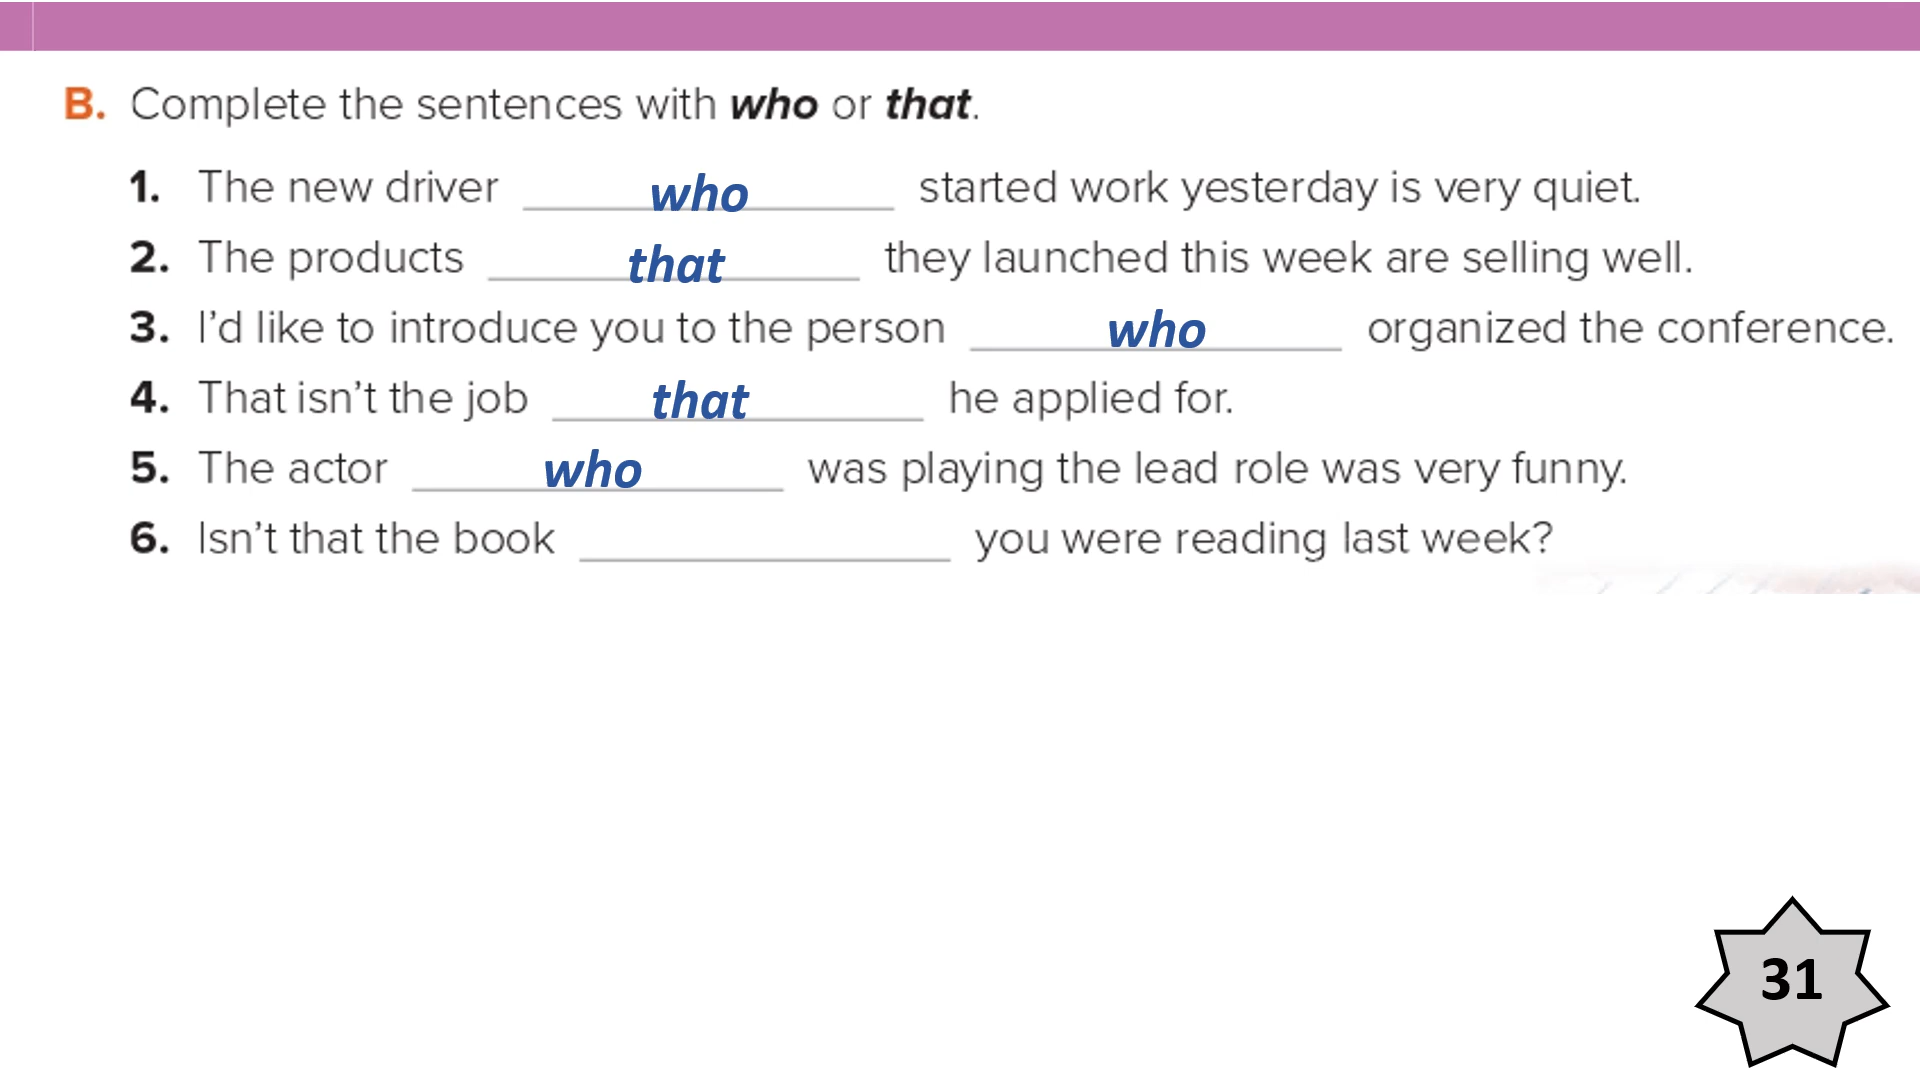 B. Complete the sentences with who or that.
1. The new driver who started work yesterday is very quiet.
2. The products that they launched this week are selling well.
3. I’d like to introduce you to the person who organized the conference.
4. That isn’t the job that he applied for.
5. The actor who was playing the lead role was very funny.
6. Isn’t that the book ____________ you were reading last week?
31